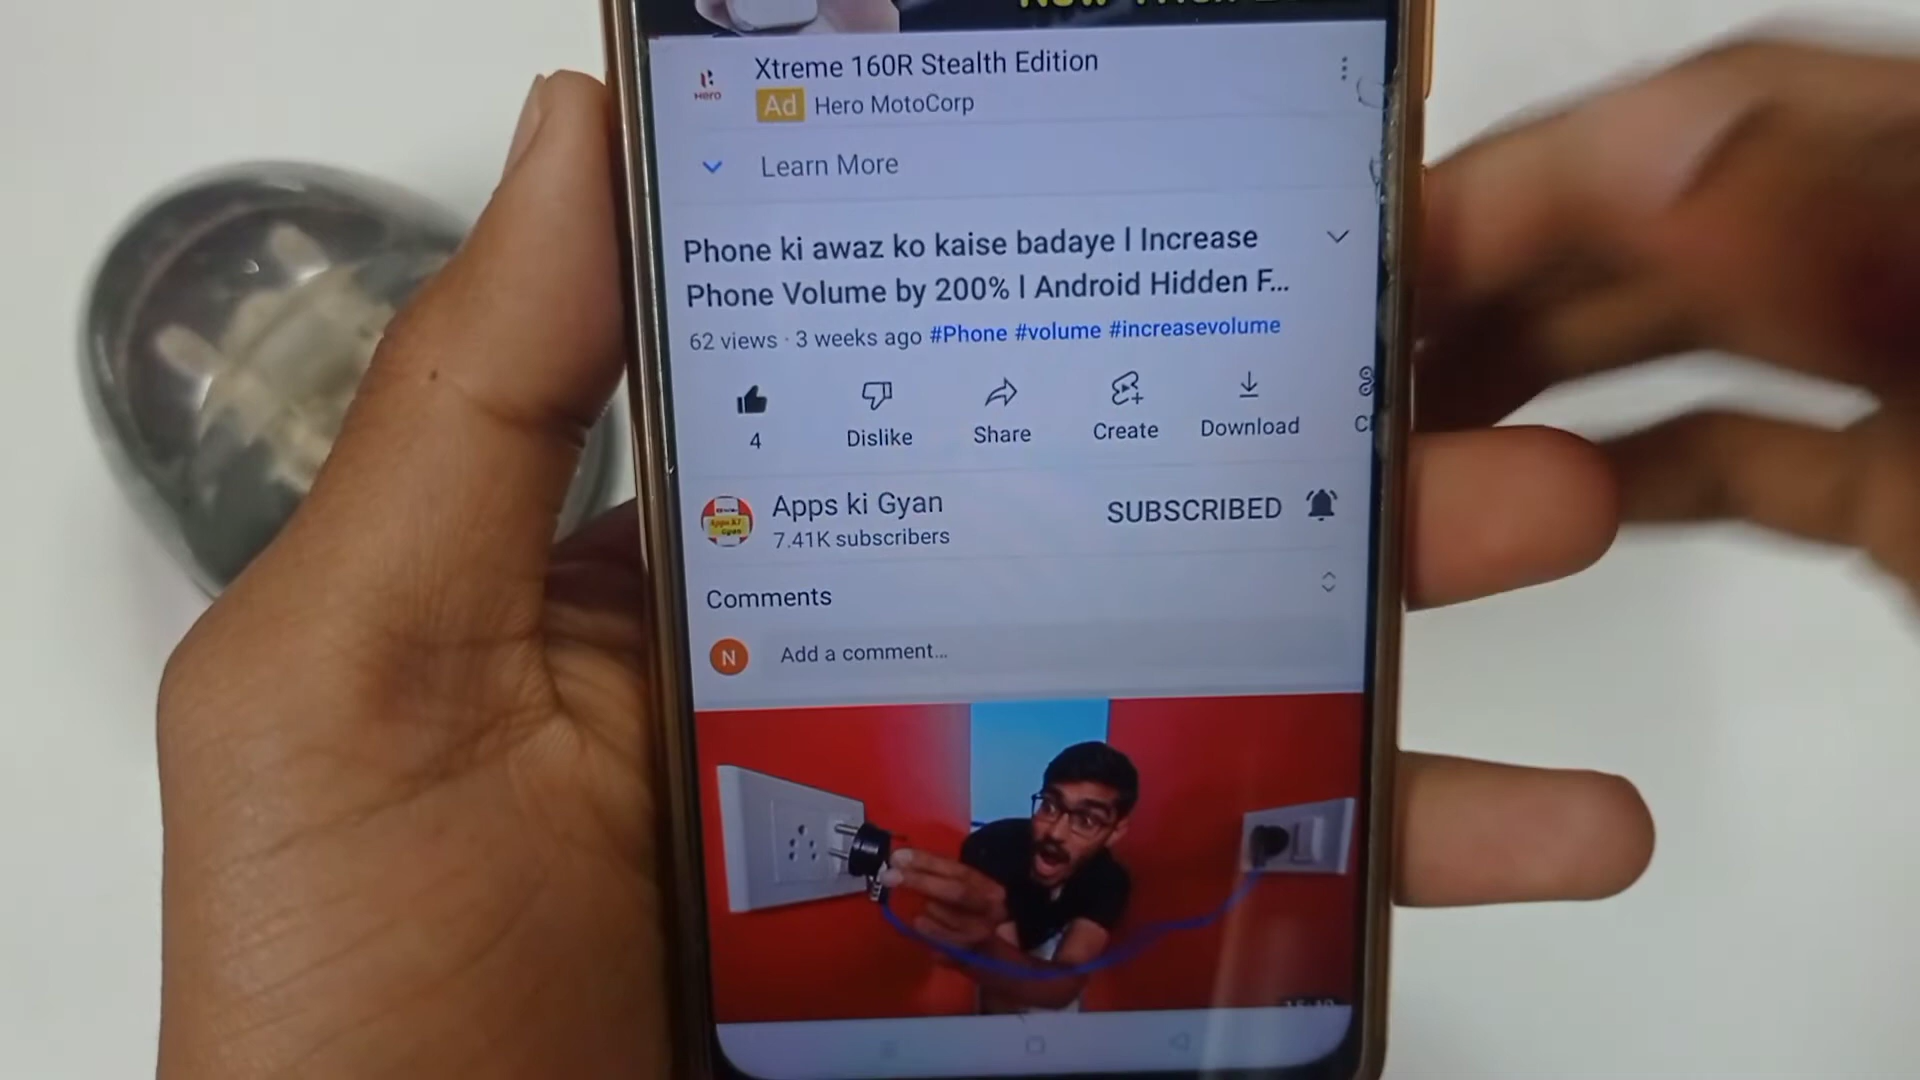 Xtreme 160R Stealth Edition
HERO
Ad Hero MotoCorp
Learn More
Phone ki awaz ko kaise badaye l Increase
Phone Volume by 200% l Android Hidden F...
62 views · 3 weeks ago #Phone #volume #increasevolume
4
Dislike
Share
Create
Download
Apps ki Gyan
SUBSCRIBED
7.41K subscribers
Comments
N
Add a comment...